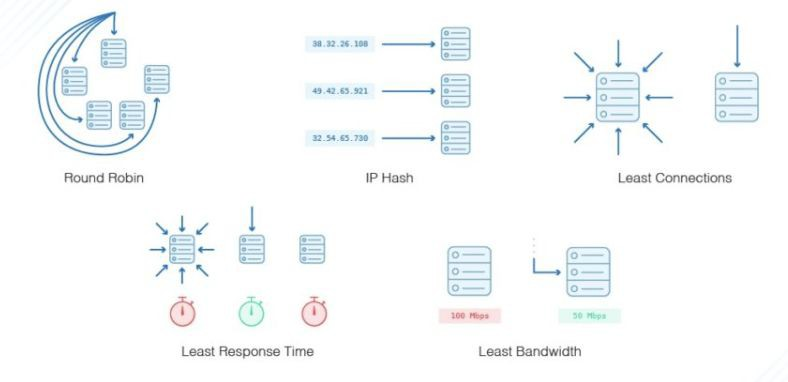 38.32.26.108
49.42.65.921
32.54.65.730
Round Robin
IP Hash
Least Connections
100 Mbps
50 Mbps
Least Response Time
Least Bandwidth